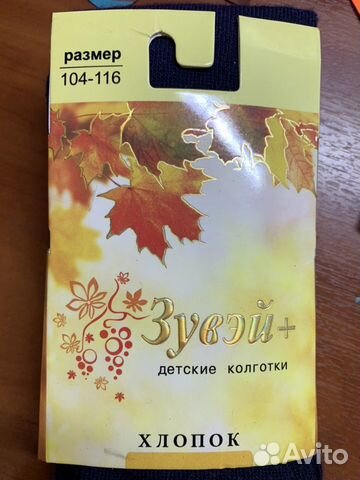 размер
104-116
Зувэй+
детские колготки
ХЛОПОК
Avito